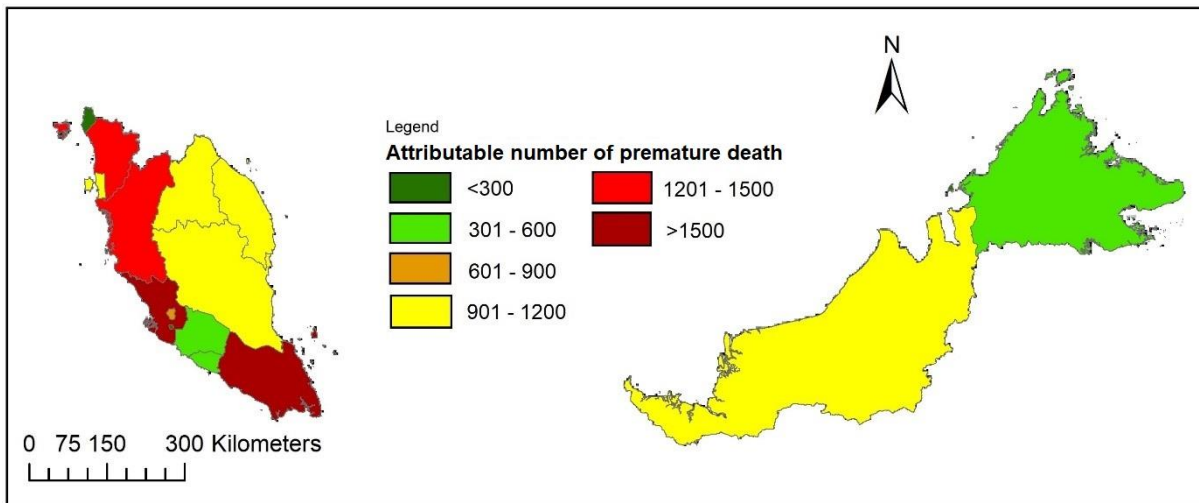 N
Legend
Attributable number of premature death
<300
1201 - 1500
301 - 600
>1500
601 - 900
901 - 1200
0 75 150 300 Kilometers